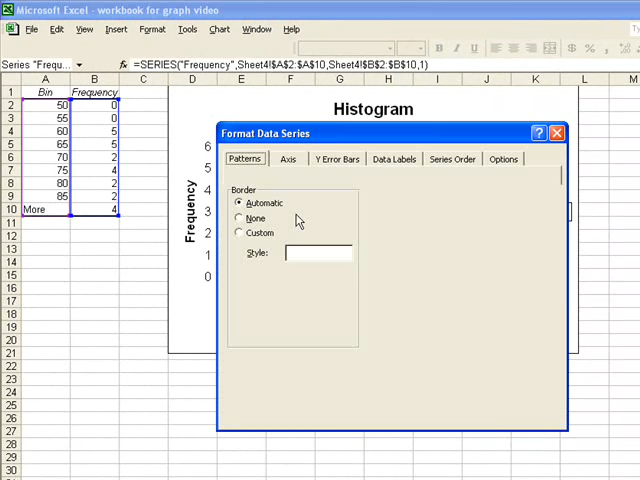 Microsoft Excel - workbook for graph video
File Edit View Insert Format Tools Chart Window Help
B I U $ %
Series "Frequ... fx =SERIES("Frequency",Sheet4!$A$2:$A$10,Sheet4!$B$2:$B$10,1)
A B C D E F G H I J K L M
1 Bin Frequency
2 50 0
3 55 0
4 60 5
5 65 5
6 70 2
7 75 4
8 80 2
9 85 2
10 More 4
11
12
13
14
15
16
17
18
19
20
21
22
23
24
25
26
27
28
29
30
Histogram
Frequency
6
5
4
3
2
1
0
Format Data Series
Patterns Axis Y Error Bars Data Labels Series Order Options
Border
Automatic
None
Custom
Style: